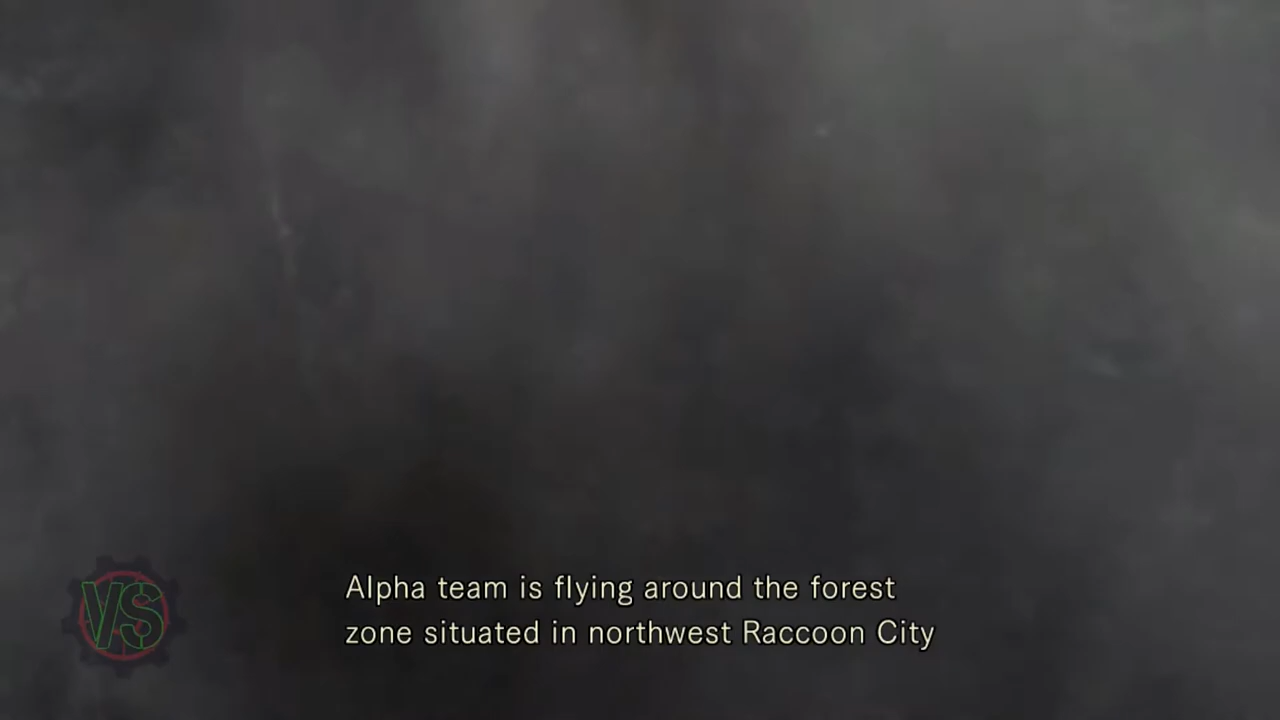 Alpha team is flying around the forest
zone situated in northwest Raccoon City
VS